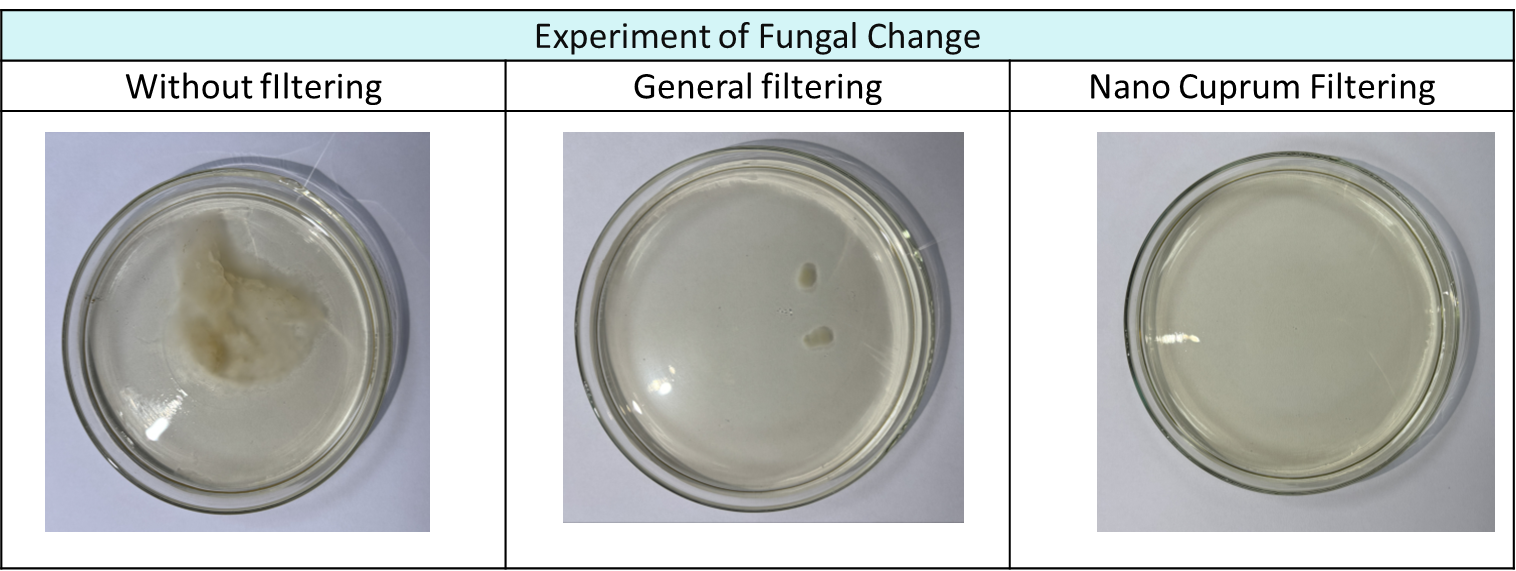 Experiment of Fungal Change
Without fIltering
General filtering
Nano Cuprum Filtering